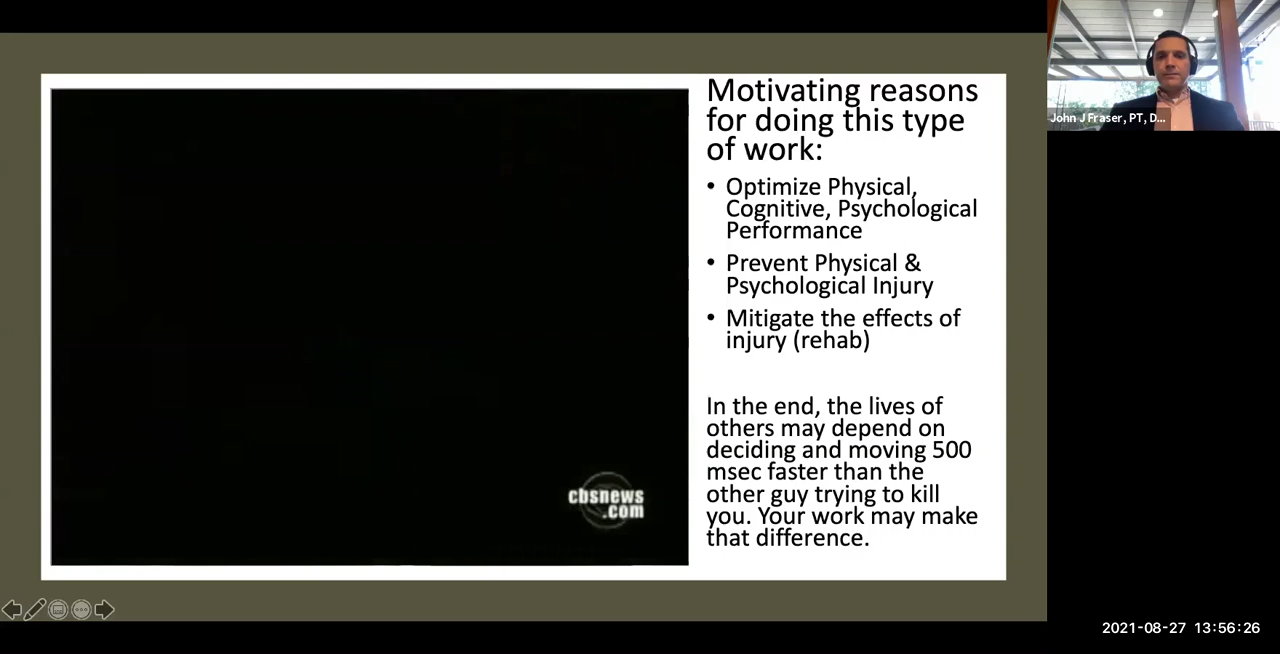 Motivating reasons
for doing this type
of work:
• Optimize Physical,
Cognitive, Psychological
Performance
• Prevent Physical &
Psychological Injury
• Mitigate the effects of
injury (rehab)
In the end, the lives of
others may depend on
deciding and moving 500
msec faster than the
other guy trying to kill
you. Your work may make
that difference.
cbsnews
.com
John J Fraser, PT, D...
2021-08-27 13:56:26